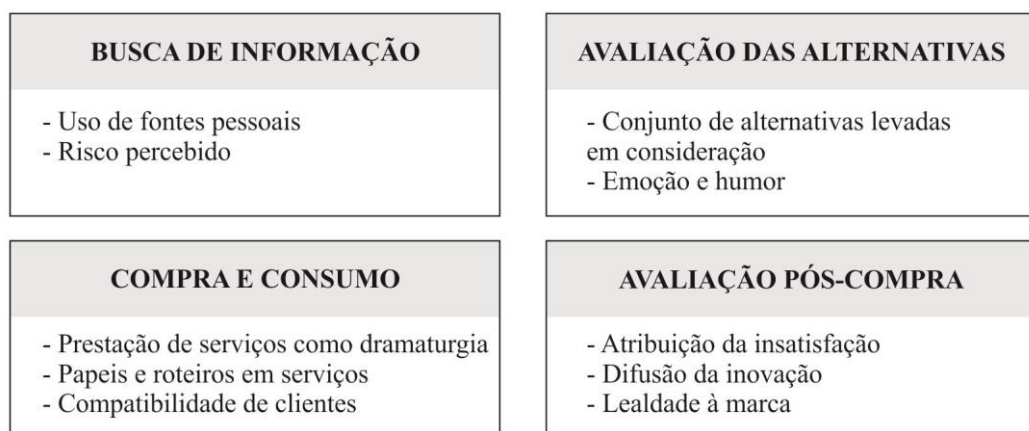 BUSCA DE INFORMAÇÃO
- Uso de fontes pessoais
- Risco percebido
AVALIAÇÃO DAS ALTERNATIVAS
- Conjunto de alternativas levadas
em consideração
- Emoção e humor
COMPRA E CONSUMO
- Prestação de serviços como dramaturgia
- Papeis e roteiros em serviços
- Compatibilidade de clientes
AVALIAÇÃO PÓS-COMPRA
- Atribuição da insatisfação
- Difusão da inovação
- Lealdade à marca